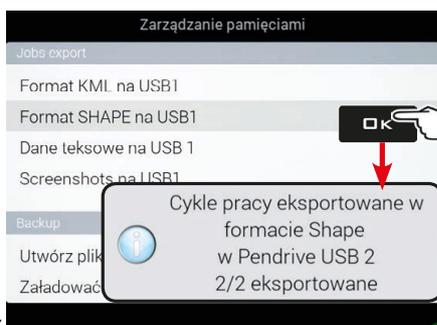 Zarządzanie pamięciami
Jobs export
Format KML na USB1
Format SHAPE na USB1
OK
Dane teksowe na USB 1
Screenshots na USB1
Cykle pracy eksportowane w
formacie Shape
w Pendrive USB 2
2/2 eksportowane
Backup
Utwórz plik
Załadować